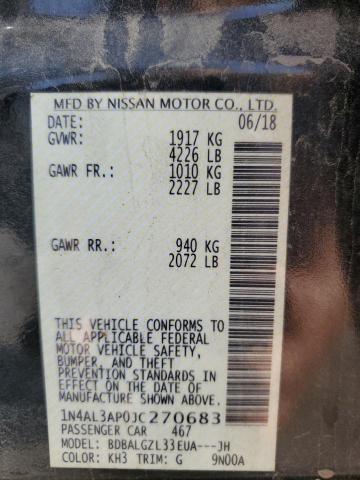 MFD BY NISSAN MOTOR CO., LTD.
DATE: 06/18
GVWR: 1917 KG
4226 LB
GAWR FR.: 1010 KG
2227 LB
GAWR RR.: 940 KG
2072 LB
THIS VEHICLE CONFORMS TO
ALL APPLICABLE FEDERAL
MOTOR VEHICLE SAFETY,
BUMPER, AND THEFT
PREVENTION STANDARDS IN
EFFECT ON THE DATE OF
MANUFACTURE SHOWN ABOVE.
1N4AL3AP0JC270683
PASSENGER CAR 467
MODEL: BDBALGZL33EUA---JH
COLOR: KH3 TRIM: G 9N00A